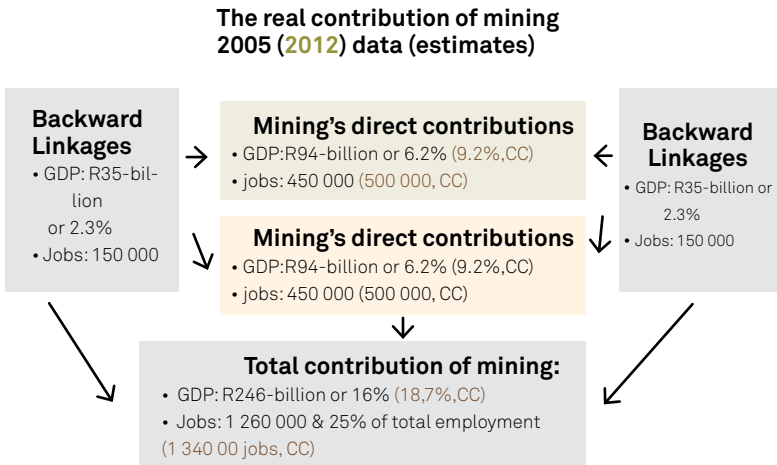 The real contribution of mining
2005 (2012) data (estimates)
Backward
Linkages
• GDP: R35-bil-
lion
or 2.3%
• Jobs: 150 000
Mining's direct contributions
• GDP:R94-billion or 6.2% (9.2%,CC)
• jobs: 450 000 (500 000, CC)
Backward
Linkages
• GDP: R35-billion or
2.3%
• Jobs: 150 000
Mining's direct contributions
• GDP:R94-billion or 6.2% (9.2%,CC)
• jobs: 450 000 (500 000, CC)
Total contribution of mining:
• GDP: R246-billion or 16% (18,7%,CC)
• Jobs: 1 260 000 & 25% of total employment
(1 340 00 jobs, CC)